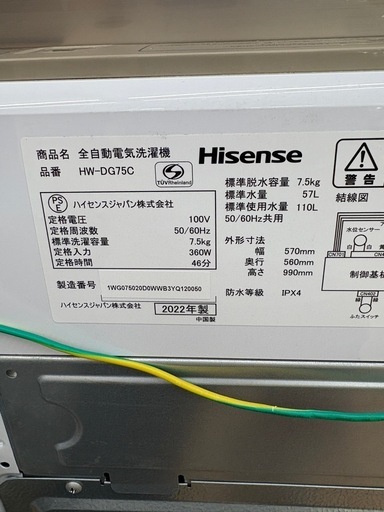 商品名 全自動電気洗濯機
品番 HW-DG75C
TÜVRheinland
Hisense
PSE
ハイセンスジャパン株式会社
定格電圧 100V
定格周波数 50/60Hz
標準洗濯容量 7.5kg
定格入力 360W
定格時間 46分
標準脱水容量 7.5kg
標準水量 57L
標準使用水量 110L
50/60Hz共用
外形寸法
幅 570mm
奥行 560mm
高さ 990mm
防水等級 IPX4
製造番号 1WG075020D0WWB3YQ120050
ハイセンスジャパン株式会社
2022年製
中国製
警告
結線図
水位センサー
白
白
黄
CN701
制御基板
CN402
緑
緑
ふたスイッチ